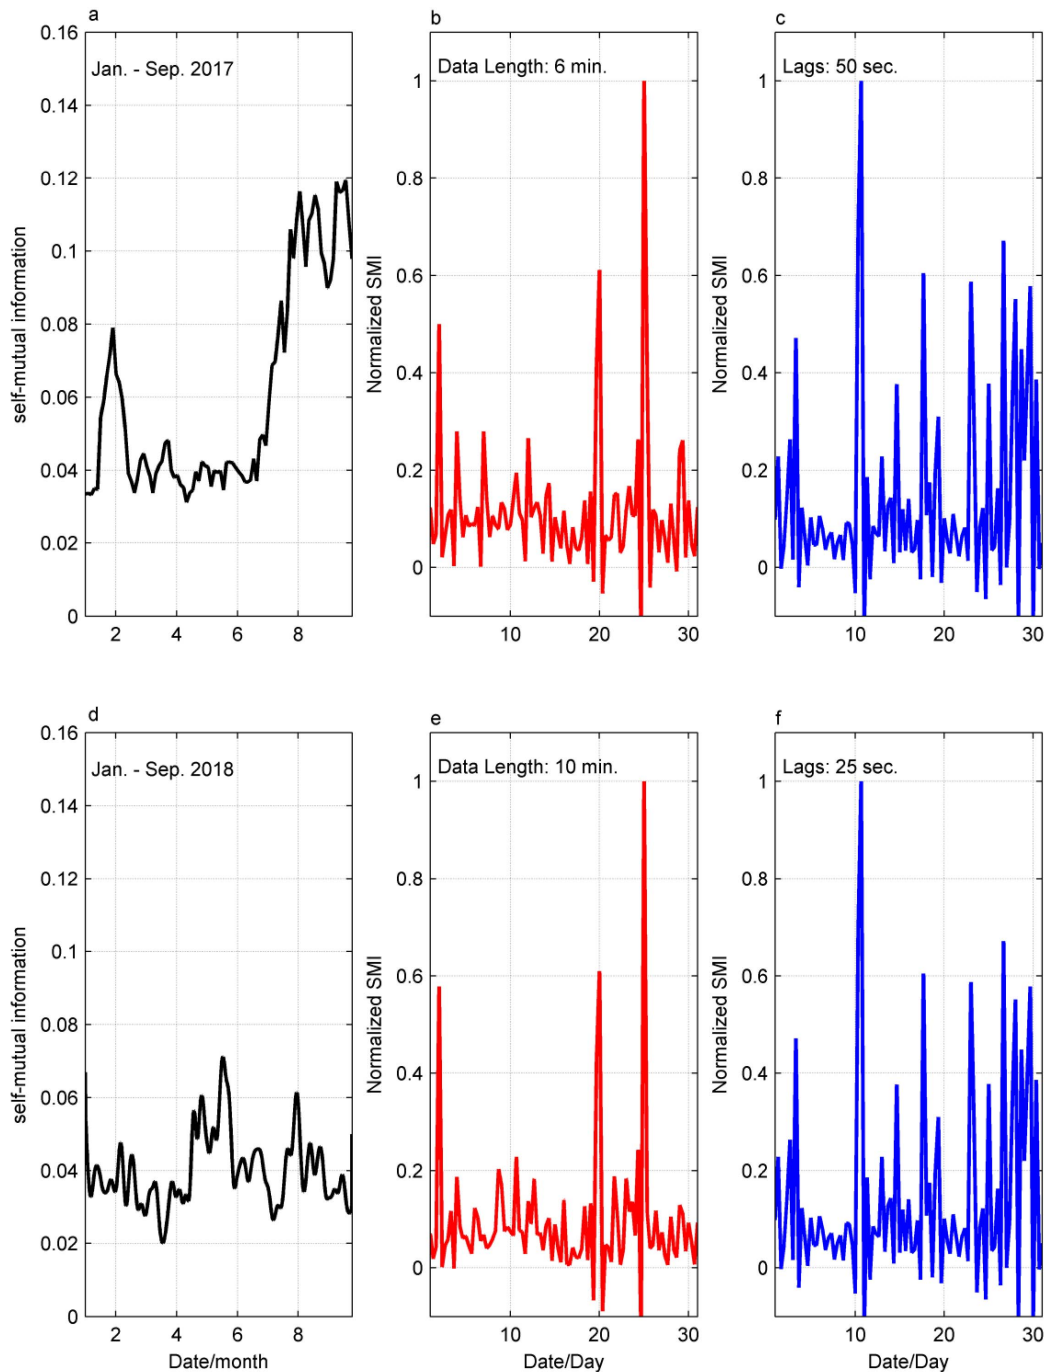 a
Jan. - Sep. 2017
self-mutual information
0.16
0.14
0.12
0.1
0.08
0.06
0.04
0.02
0
2
4
6
8
b
Data Length: 6 min.
Normalized SMI
1
0.8
0.6
0.4
0.2
0
10
20
30
c
Lags: 50 sec.
Normalized SMI
1
0.8
0.6
0.4
0.2
0
10
20
30
d
Jan. - Sep. 2018
self-mutual information
0.16
0.14
0.12
0.1
0.08
0.06
0.04
0.02
0
2
4
6
8
Date/month
e
Data Length: 10 min.
Normalized SMI
1
0.8
0.6
0.4
0.2
0
10
20
30
Date/Day
f
Lags: 25 sec.
Normalized SMI
1
0.8
0.6
0.4
0.2
0
10
20
30
Date/Day